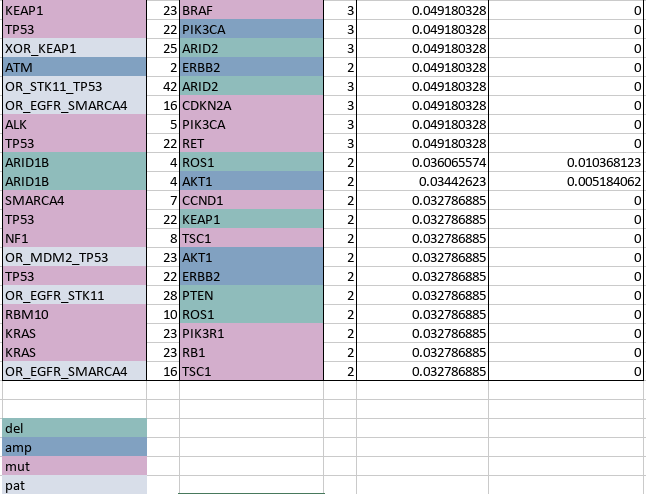 KEAP1 23 BRAF 3 0.049180328 0
TP53 22 PIK3CA 3 0.049180328 0
XOR_KEAP1 25 ARID2 3 0.049180328 0
ATM 2 ERBB2 2 0.049180328 0
OR_STK11_TP53 42 ARID2 3 0.049180328 0
OR_EGFR_SMARCA4 16 CDKN2A 3 0.049180328 0
ALK 5 PIK3CA 3 0.049180328 0
TP53 22 RET 3 0.049180328 0
ARID1B 4 ROS1 2 0.036065574 0.010368123
ARID1B 4 AKT1 2 0.03442623 0.005184062
SMARCA4 7 CCND1 2 0.032786885 0
TP53 22 KEAP1 2 0.032786885 0
NF1 8 TSC1 2 0.032786885 0
OR_MDM2_TP53 23 AKT1 2 0.032786885 0
TP53 22 ERBB2 2 0.032786885 0
OR_EGFR_STK11 28 PTEN 2 0.032786885 0
RBM10 10 ROS1 2 0.032786885 0
KRAS 23 PIK3R1 2 0.032786885 0
KRAS 23 RB1 2 0.032786885 0
OR_EGFR_SMARCA4 16 TSC1 2 0.032786885 0
del
amp
mut
pat